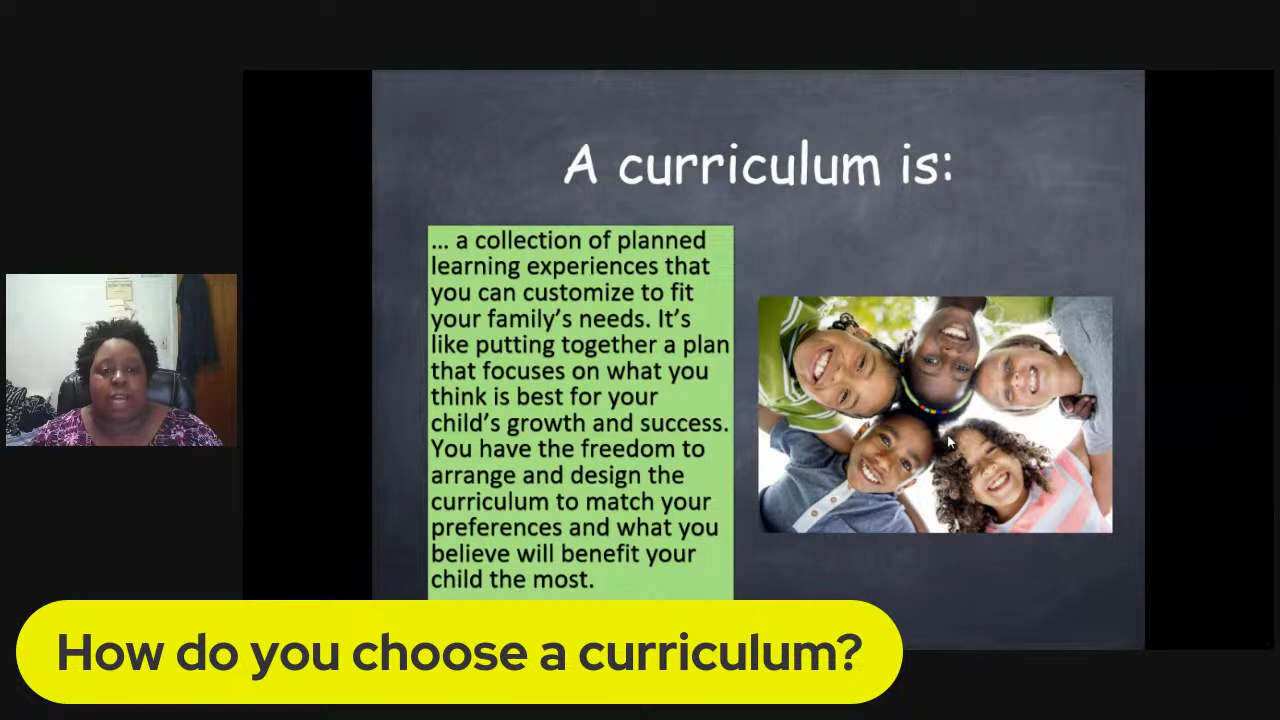 A curriculum is:
... a collection of planned
learning experiences that
you can customize to fit
your family's needs. It's
like putting together a plan
that focuses on what you
think is best for your
child's growth and success.
You have the freedom to
arrange and design the
curriculum to match your
preferences and what you
believe will benefit your
child the most.
How do you choose a curriculum?